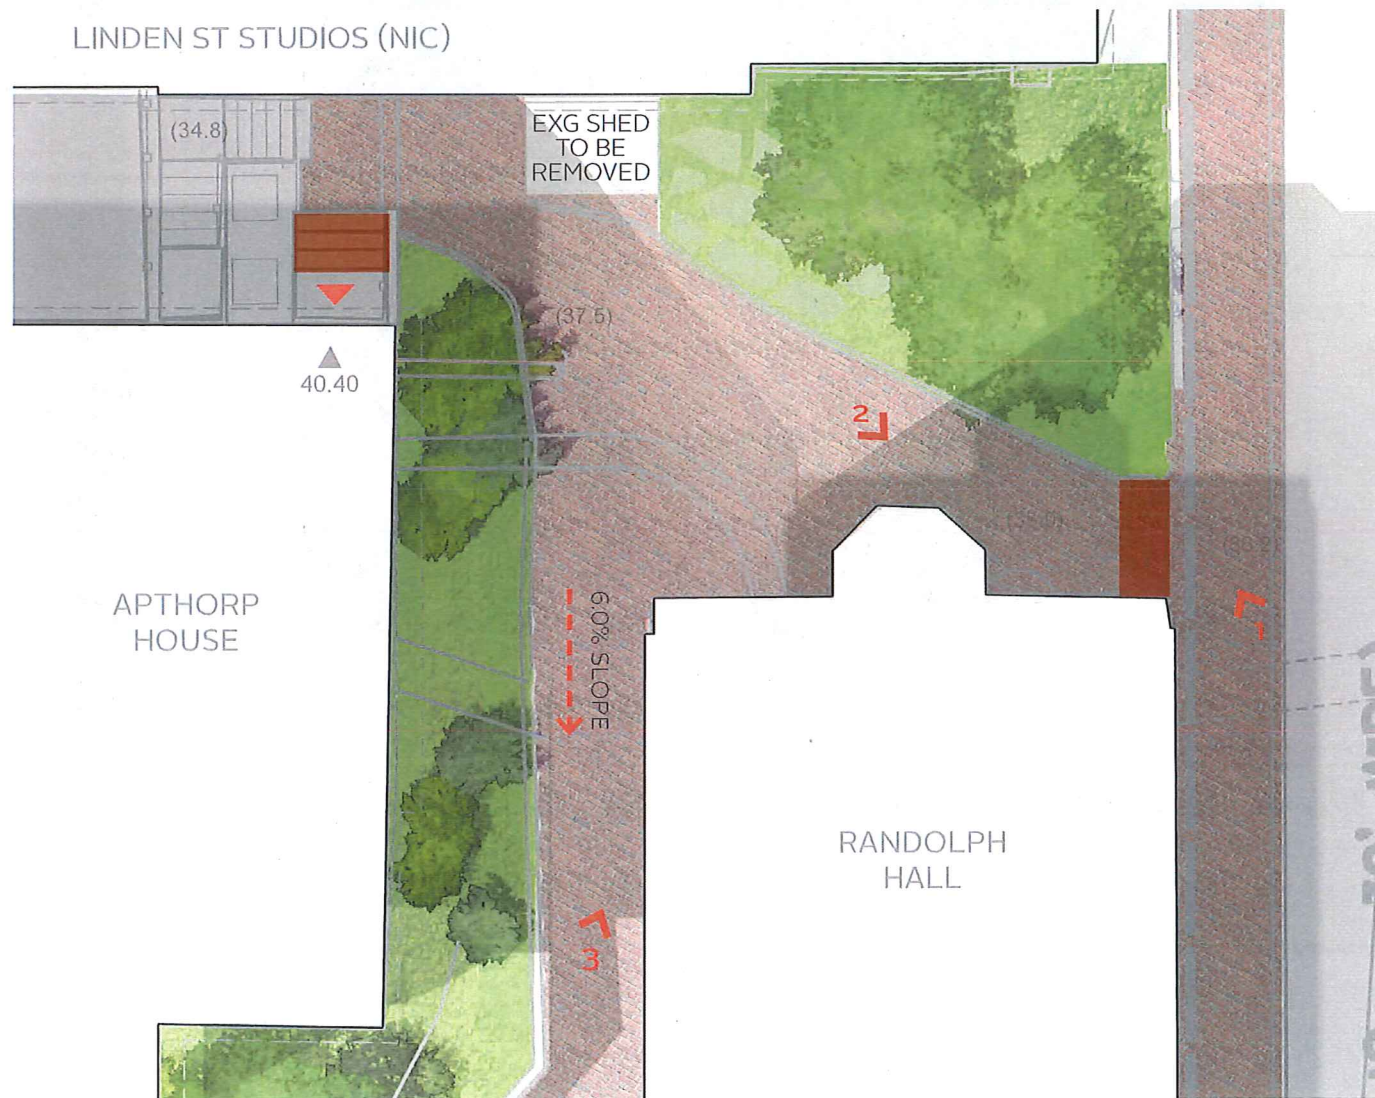 LINDEN ST STUDIOS (NIC)
(34.8)
EXG SHED
TO BE
REMOVED
(37.5)
40.40
2
1
APTHORP
HOUSE
6.0% SLOPE
RANDOLPH
HALL
3